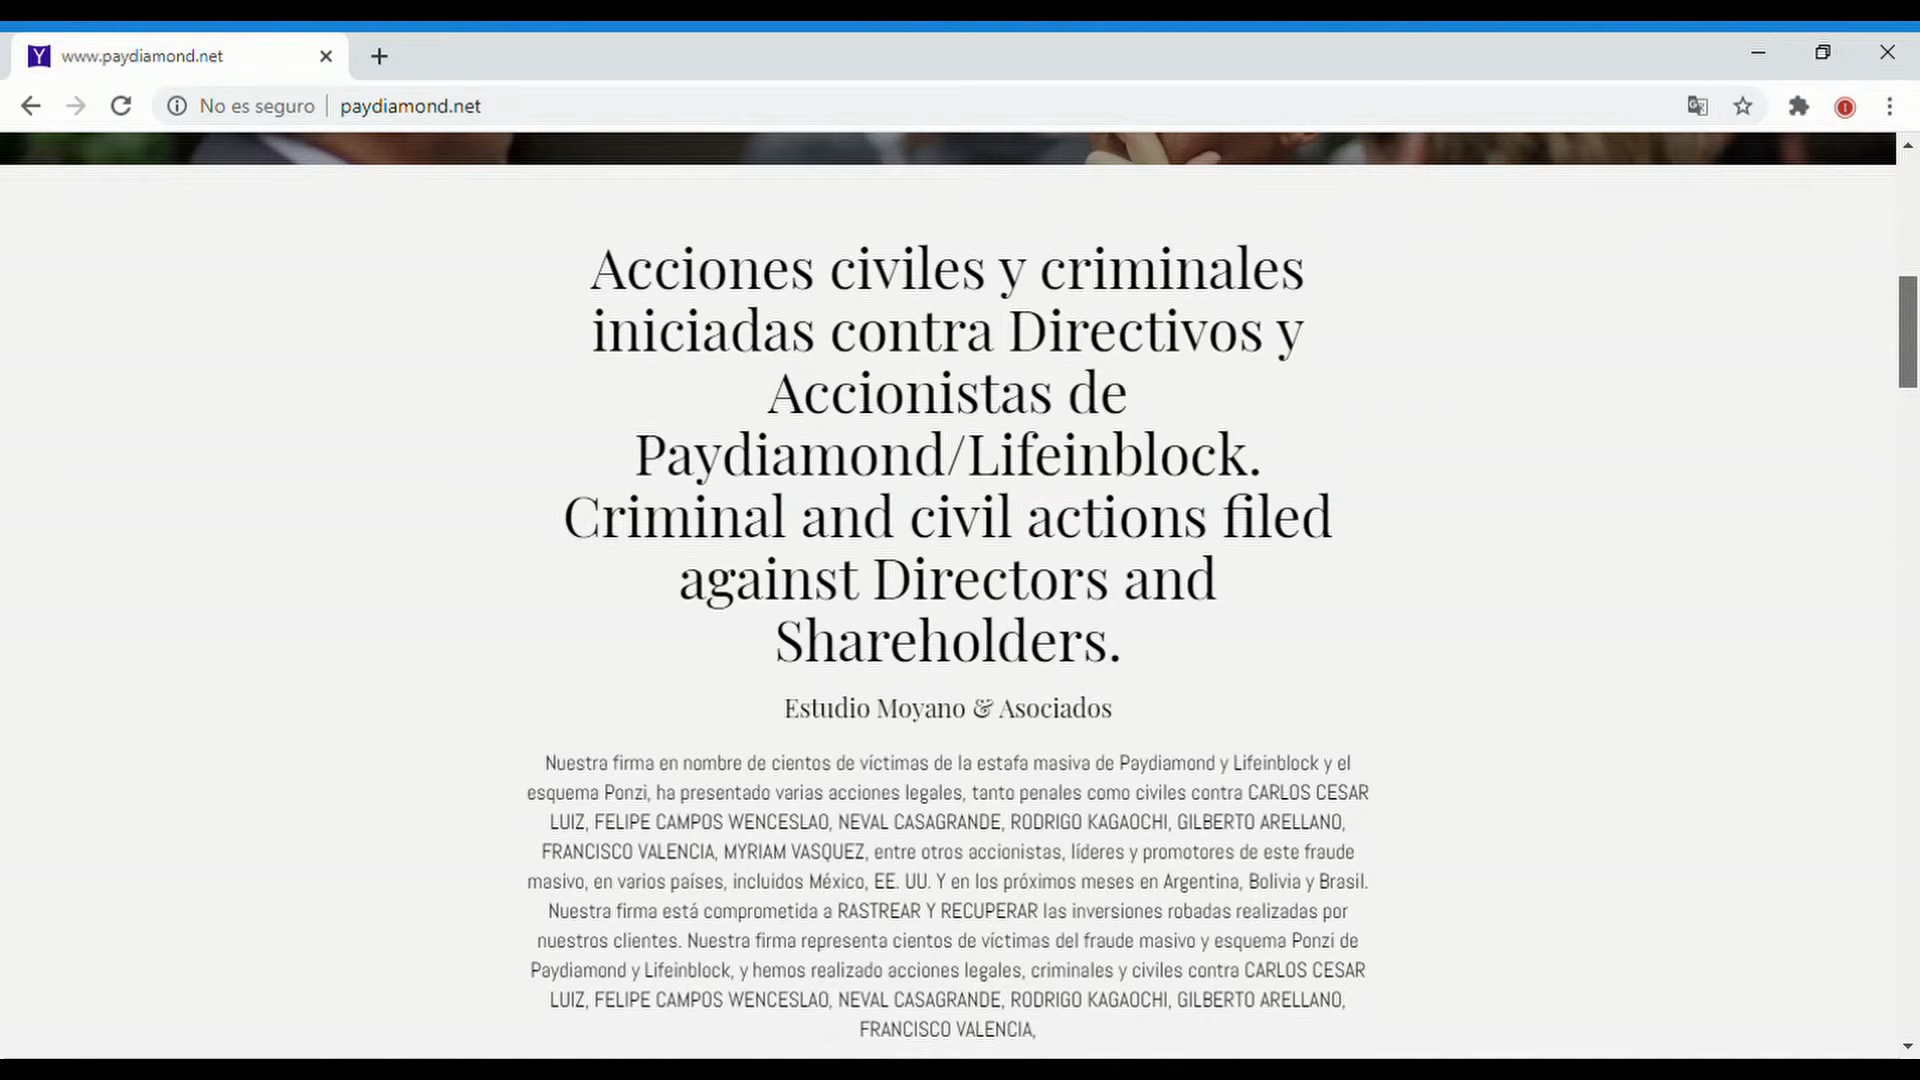 www.paydiamond.net
No es seguro
paydiamond.net
Acciones civiles y criminales
iniciadas contra Directivos y
Accionistas de
Paydiamond/Lifeinblock.
Criminal and civil actions filed
against Directors and
Shareholders.
Estudio Moyano & Asociados
Nuestra firma en nombre de cientos de víctimas de la estafa masiva de Paydiamond y Lifeinblock y el
esquema Ponzi, ha presentado varias acciones legales, tanto penales como civiles contra CARLOS CESAR
LUIZ, FELIPE CAMPOS WENCESLAO, NEVAL CASAGRANDE, RODRIGO KAGAOCHI, GILBERTO ARELLANO,
FRANCISCO VALENCIA, MYRIAM VASQUEZ, entre otros accionistas, líderes y promotores de este fraude
masivo, en varios países, incluidos México, EE. UU. Y en los próximos meses en Argentina, Bolivia y Brasil.
Nuestra firma está comprometida a RASTREAR Y RECUPERAR las inversiones robadas realizadas por
nuestros clientes. Nuestra firma representa cientos de víctimas del fraude masivo y esquema Ponzi de
Paydiamond y Lifeinblock, y hemos realizado acciones legales, criminales y civiles contra CARLOS CESAR
LUIZ, FELIPE CAMPOS WENCESLAO, NEVAL CASAGRANDE, RODRIGO KAGAOCHI, GILBERTO ARELLANO,
FRANCISCO VALENCIA,